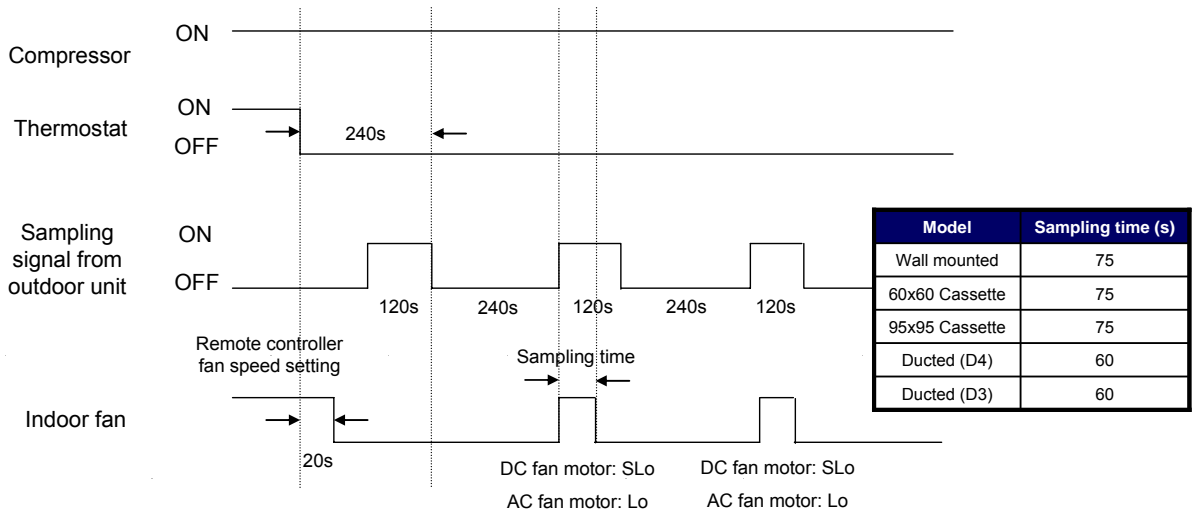 Compressor
ON
Thermostat
ON
OFF
240s
Sampling
signal from
outdoor unit
ON
OFF
120s
240s
120s
240s
120s
Model Sampling time (s)
Wall mounted 75
60x60 Cassette 75
95x95 Cassette 75
Ducted (D4) 60
Ducted (D3) 60
Remote controller
fan speed setting
Sampling time
Indoor fan
20s
DC fan motor: SLo
AC fan motor: Lo
DC fan motor: SLo
AC fan motor: Lo